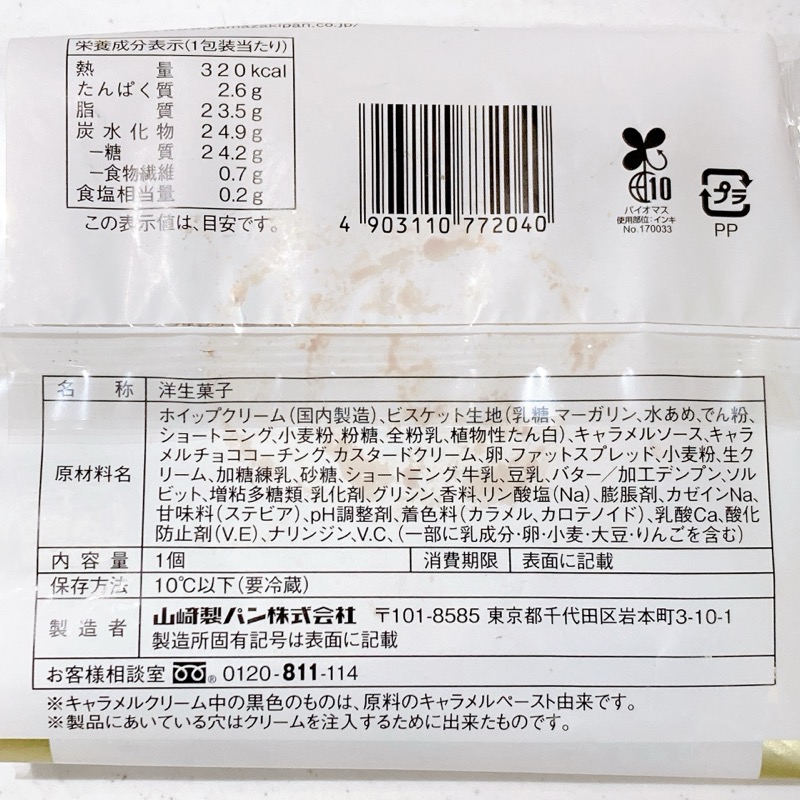 www.yamazakipan.co.jp/
栄養成分表示(1包装当たり)
熱量 320kcal
たんぱく質 2.6g
脂質 23.5g
炭水化物 24.9g
−糖質 24.2g
−食物繊維 0.7g
食塩相当量 0.2g
この表示値は、目安です。
4 903110 772040
10
バイオマス
使用部位:インキ
No.170033
プラ
PP
名称 洋生菓子
原材料名 ホイップクリーム(国内製造)、ビスケット生地(乳糖、マーガリン、水あめ、でん粉、
ショートニング、小麦粉、粉糖、全粉乳、植物性たん白)、キャラメルソース、キャラ
メルチョココーチング、カスタードクリーム、卵、ファットスプレッド、小麦粉、生ク
リーム、加糖練乳、砂糖、ショートニング、牛乳、豆乳、バター/加工デンプン、ソル
ビット、増粘多糖類、乳化剤、グリシン、香料、リン酸塩(Na)、膨脹剤、カゼインNa、
甘味料(ステビア)、pH調整剤、着色料(カラメル、カロテノイド)、乳酸Ca、酸化
防止剤(V.E)、ナリンジン、V.C、(一部に乳成分・卵・小麦・大豆・りんごを含む)
内容量 1個 消費期限 表面に記載
保存方法 10℃以下(要冷蔵)
製造者 山崎製パン株式会社 〒101-8585 東京都千代田区岩本町3-10-1
製造所固有記号は表面に記載
お客様相談室 ® 0120-811-114
※キャラメルクリーム中の黒色のものは、原料のキャラメルペースト由来です。
※製品にあいている穴はクリームを注入するために出来たものです。